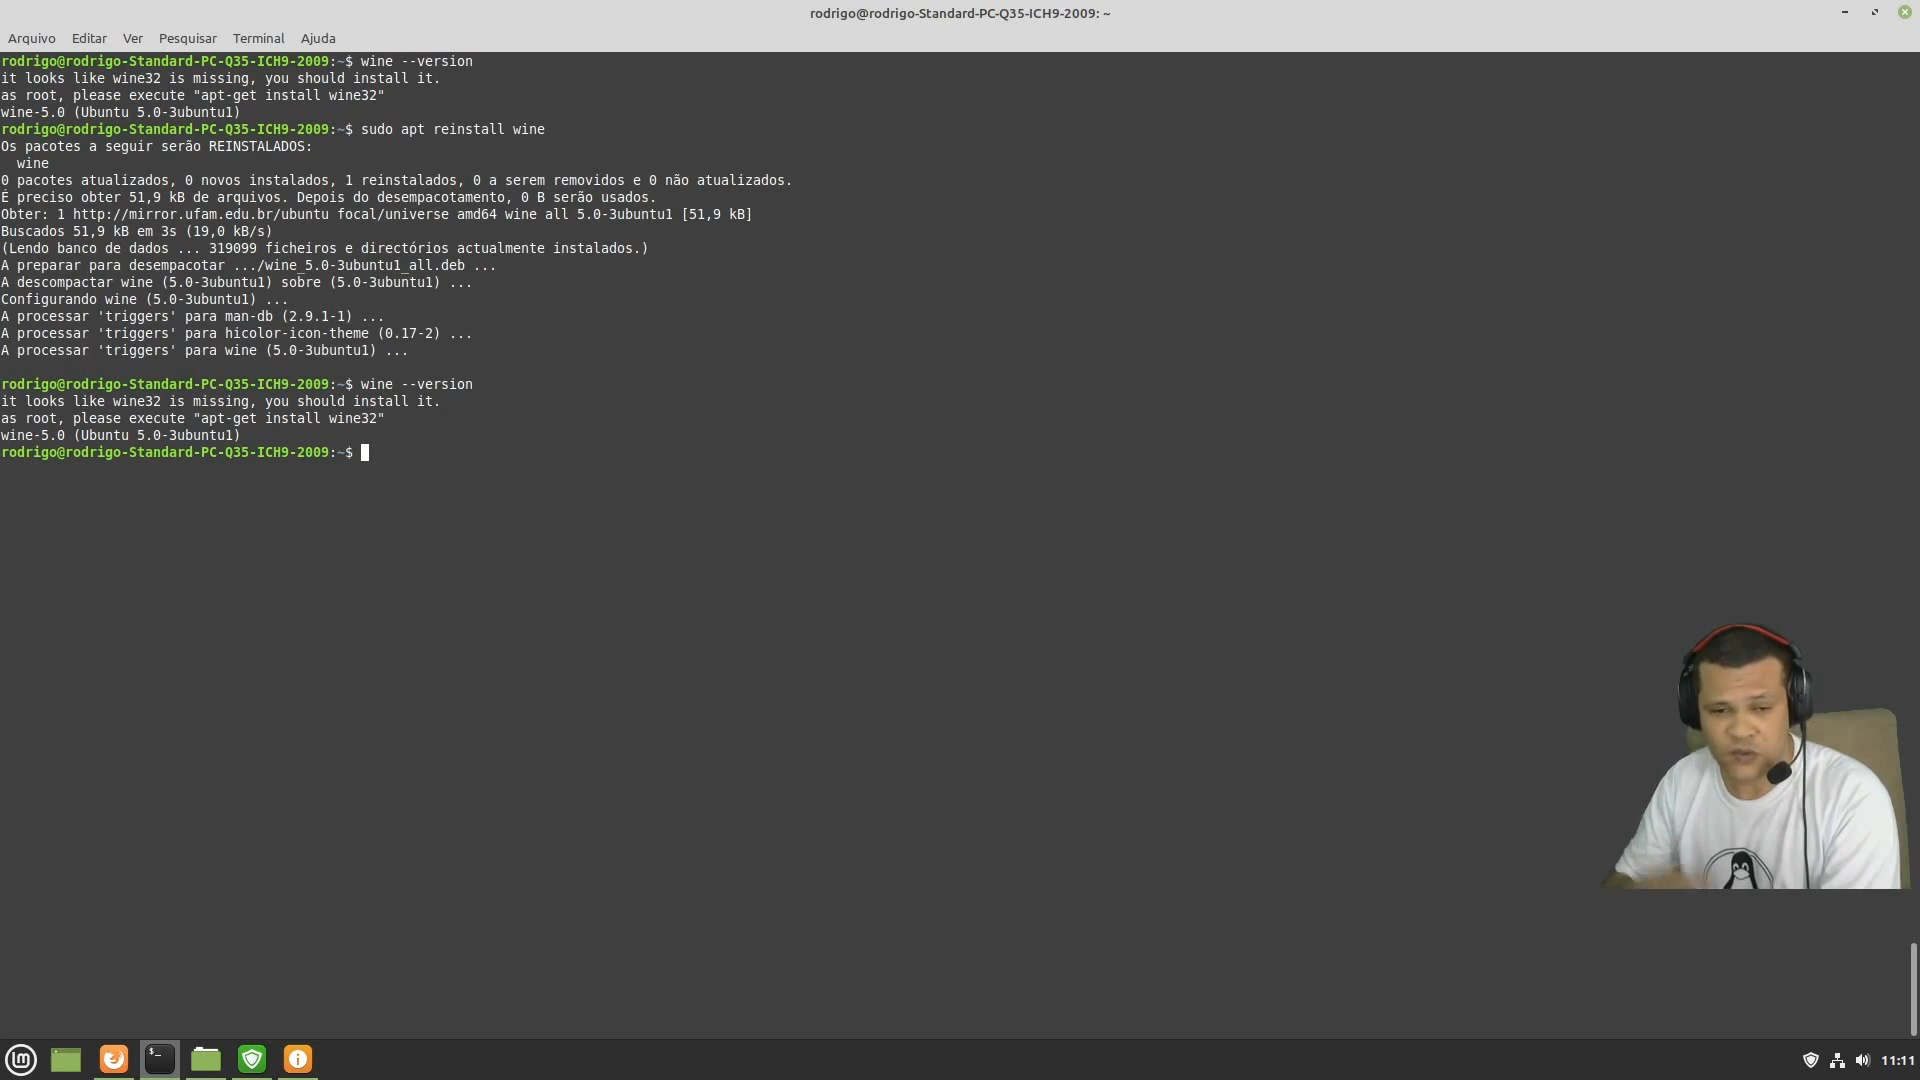 rodrigo@rodrigo-Standard-PC-Q35-ICH9-2009: ~
Arquivo Editar Ver Pesquisar Terminal Ajuda
rodrigo@rodrigo-Standard-PC-Q35-ICH9-2009:~$ wine --version
it looks like wine32 is missing, you should install it.
as root, please execute "apt-get install wine32"
wine-5.0 (Ubuntu 5.0-3ubuntu1)
rodrigo@rodrigo-Standard-PC-Q35-ICH9-2009:~$ sudo apt reinstall wine
Os pacotes a seguir serão REINSTALADOS:
  wine
0 pacotes atualizados, 0 novos instalados, 1 reinstalados, 0 a serem removidos e 0 não atualizados.
É preciso obter 51,9 kB de arquivos. Depois do desempacotamento, 0 B serão usados.
Obter: 1 http://mirror.ufam.edu.br/ubuntu focal/universe amd64 wine all 5.0-3ubuntu1 [51,9 kB]
Buscados 51,9 kB em 3s (19,0 kB/s)
(Lendo banco de dados ... 319099 ficheiros e directórios actualmente instalados.)
A preparar para desempacotar .../wine_5.0-3ubuntu1_all.deb ...
A descompactar wine (5.0-3ubuntu1) sobre (5.0-3ubuntu1) ...
Configurando wine (5.0-3ubuntu1) ...
A processar 'triggers' para man-db (2.9.1-1) ...
A processar 'triggers' para hicolor-icon-theme (0.17-2) ...
A processar 'triggers' para wine (5.0-3ubuntu1) ...
rodrigo@rodrigo-Standard-PC-Q35-ICH9-2009:~$ wine --version
it looks like wine32 is missing, you should install it.
as root, please execute "apt-get install wine32"
wine-5.0 (Ubuntu 5.0-3ubuntu1)
rodrigo@rodrigo-Standard-PC-Q35-ICH9-2009:~$
11:11